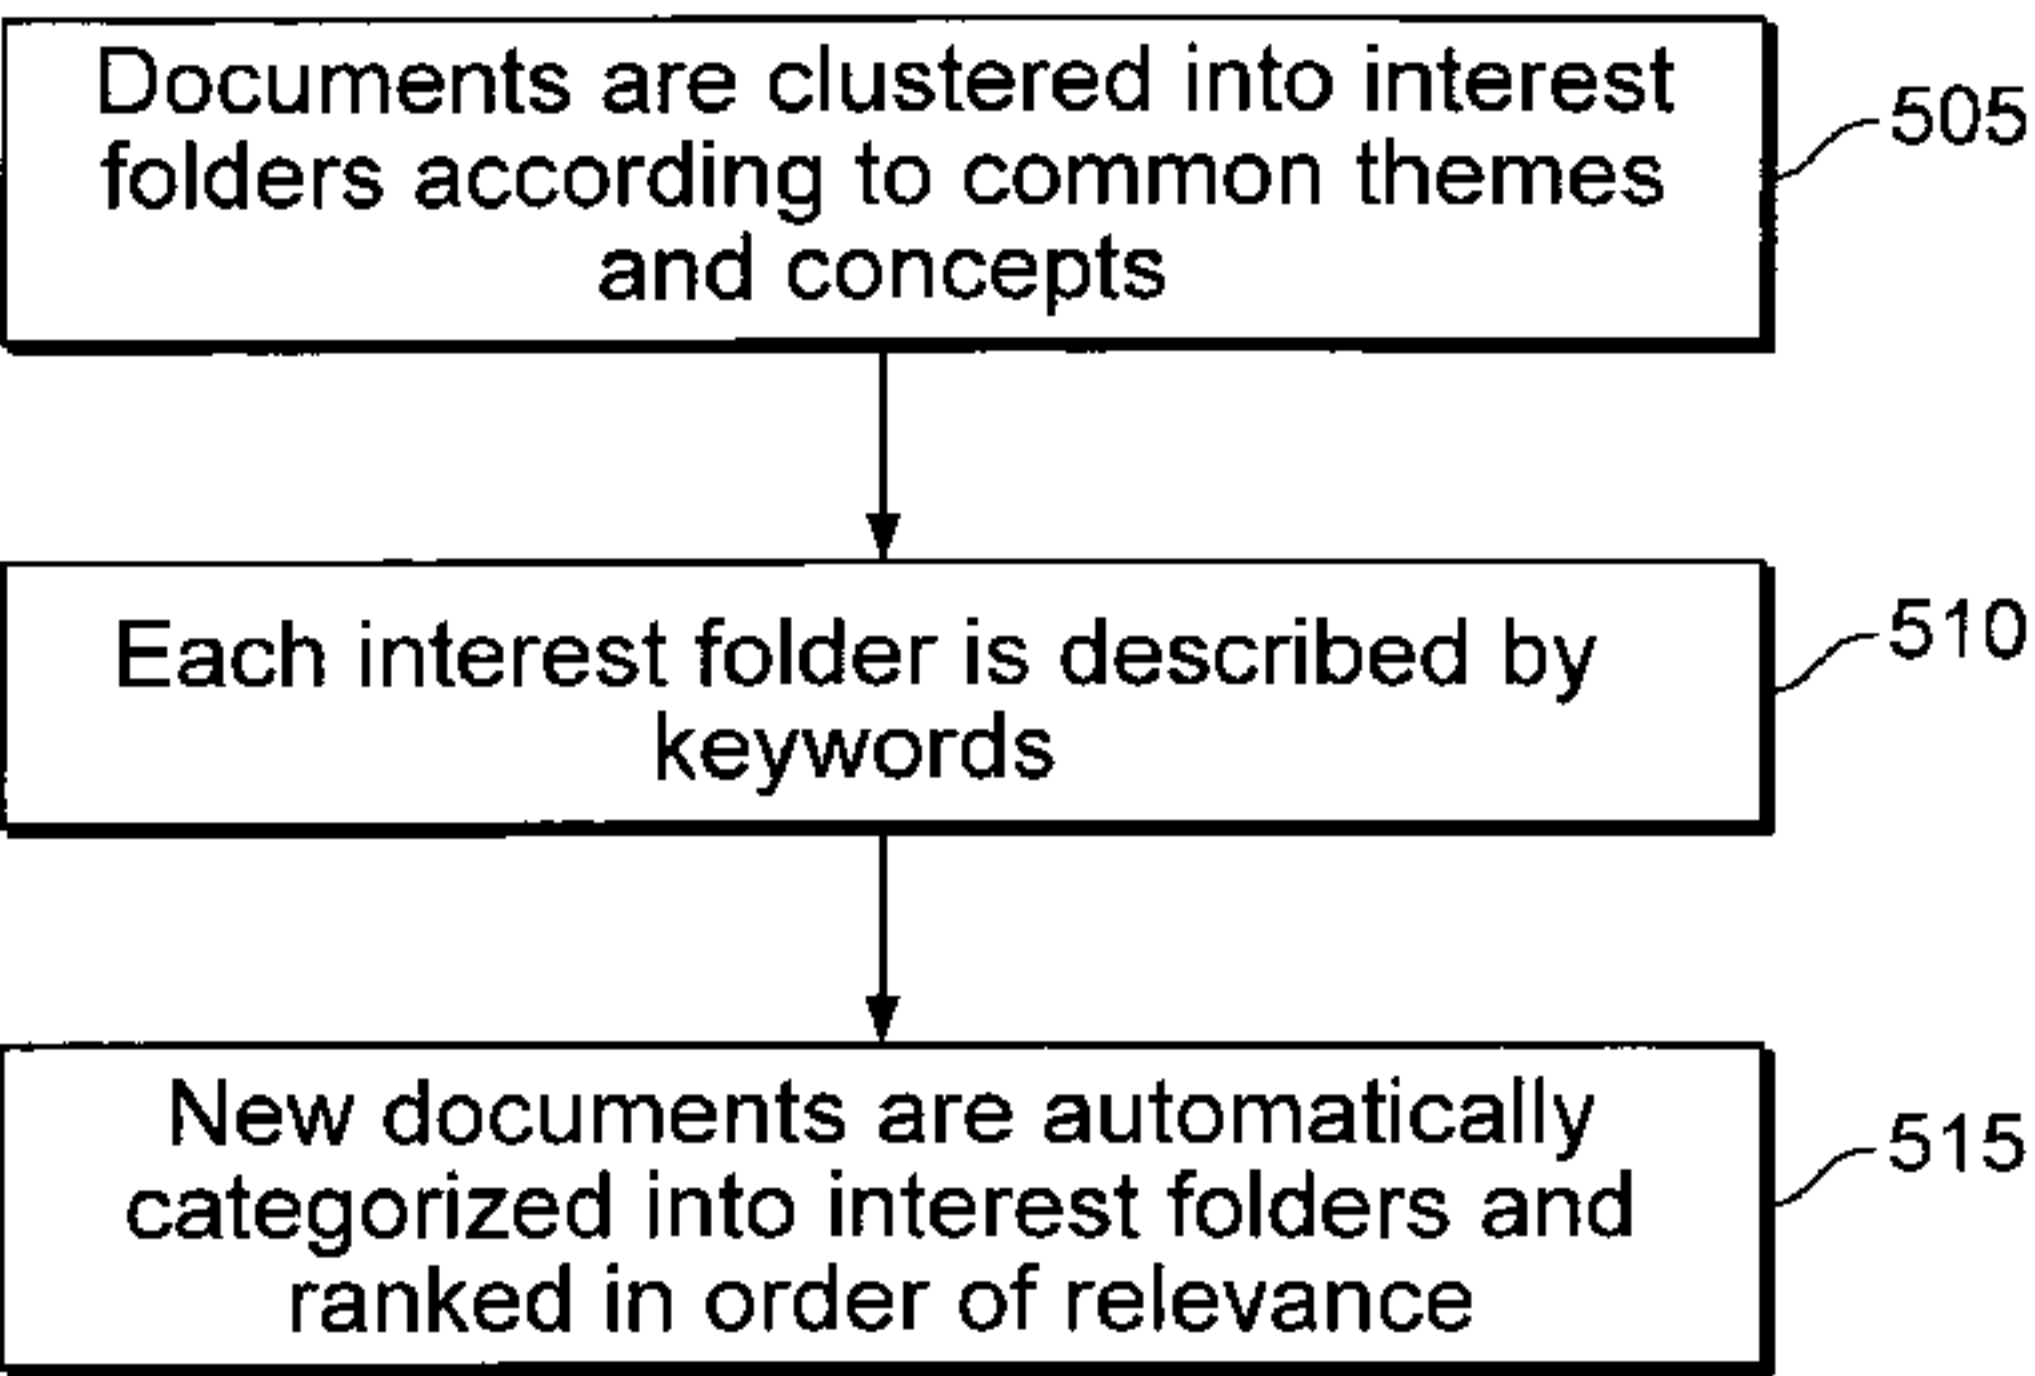 Documents are clustered into interest
folders according to common themes
and concepts
505
Each interest folder is described by
keywords
510
New documents are automatically
categorized into interest folders and
ranked in order of relevance
515